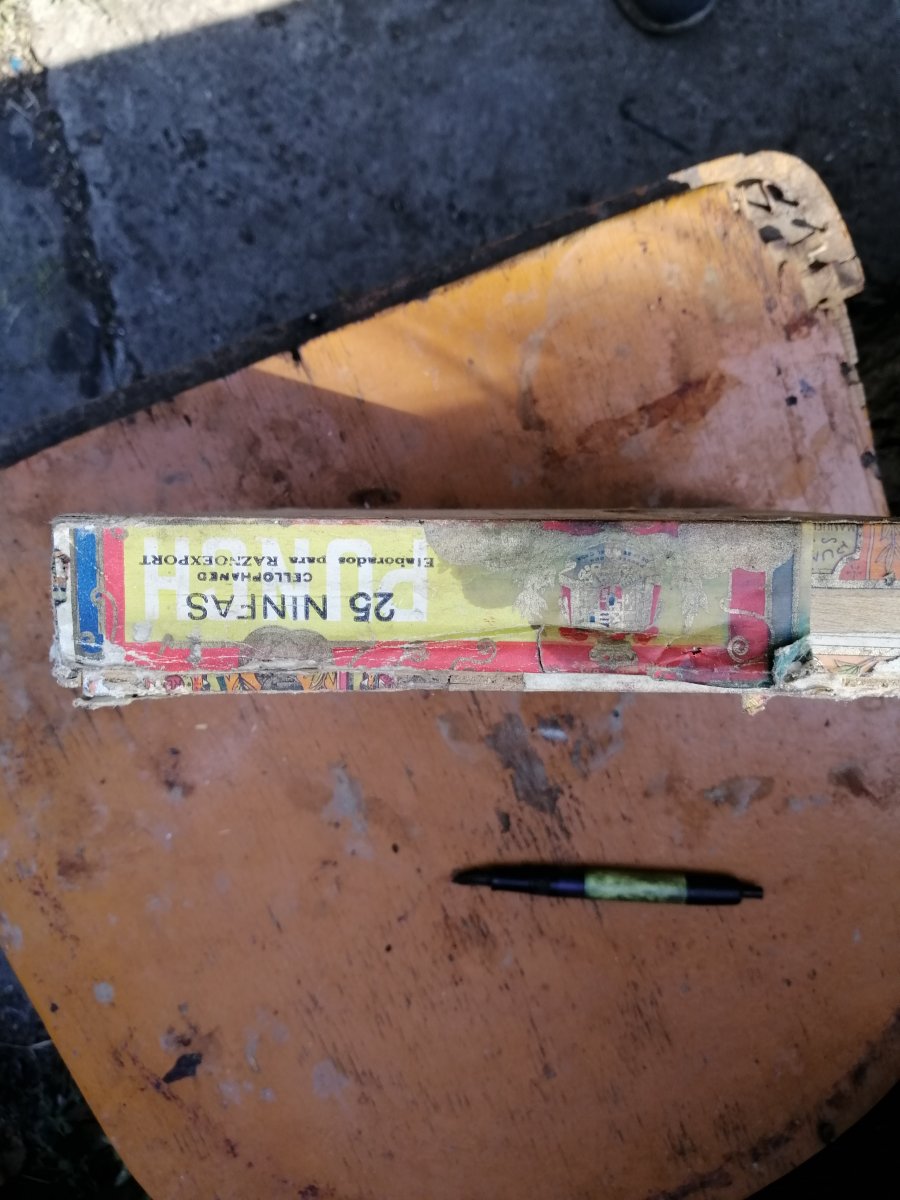 25 NINFAS
CELLOPHANED
Elaborados para RAZNOEXPORT
PUNCH